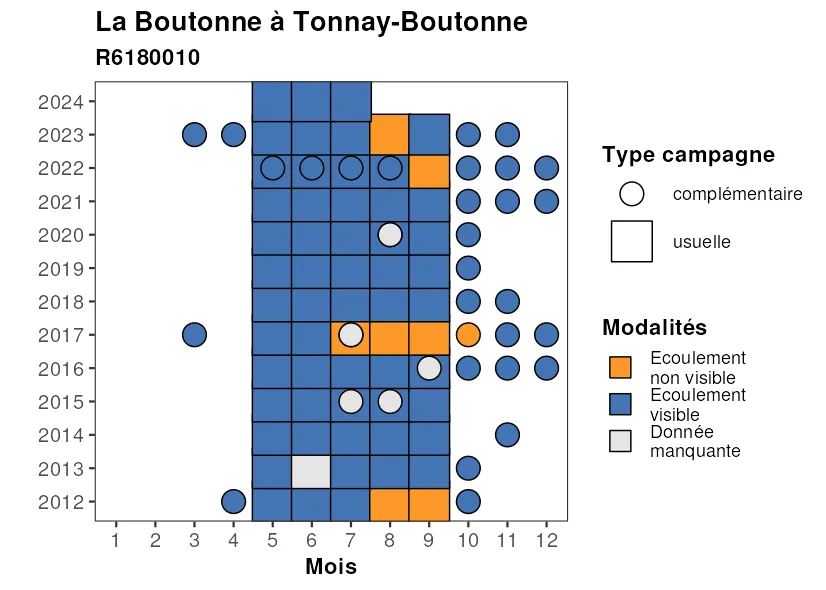 La Boutonne à Tonnay-Boutonne
R6180010
2024
2023
2022
2021
2020
2019
2018
2017
2016
2015
2014
2013
2012
1 2 3 4 5 6 7 8 9 10 11 12
Mois
Type campagne
complémentaire
usuelle
Modalités
Ecoulement
non visible
Ecoulement
visible
Donnée
manquante